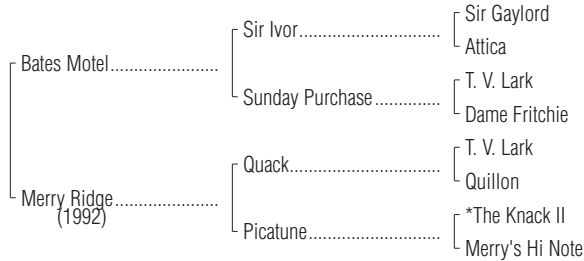 Sir Gaylord
Sir Ivor
Attica
Bates Motel
T. V. Lark
Sunday Purchase
Dame Fritchie
T. V. Lark
Quack
Quillon
Merry Ridge
(1992)
*The Knack II
Picatune
Merry's Hi Note